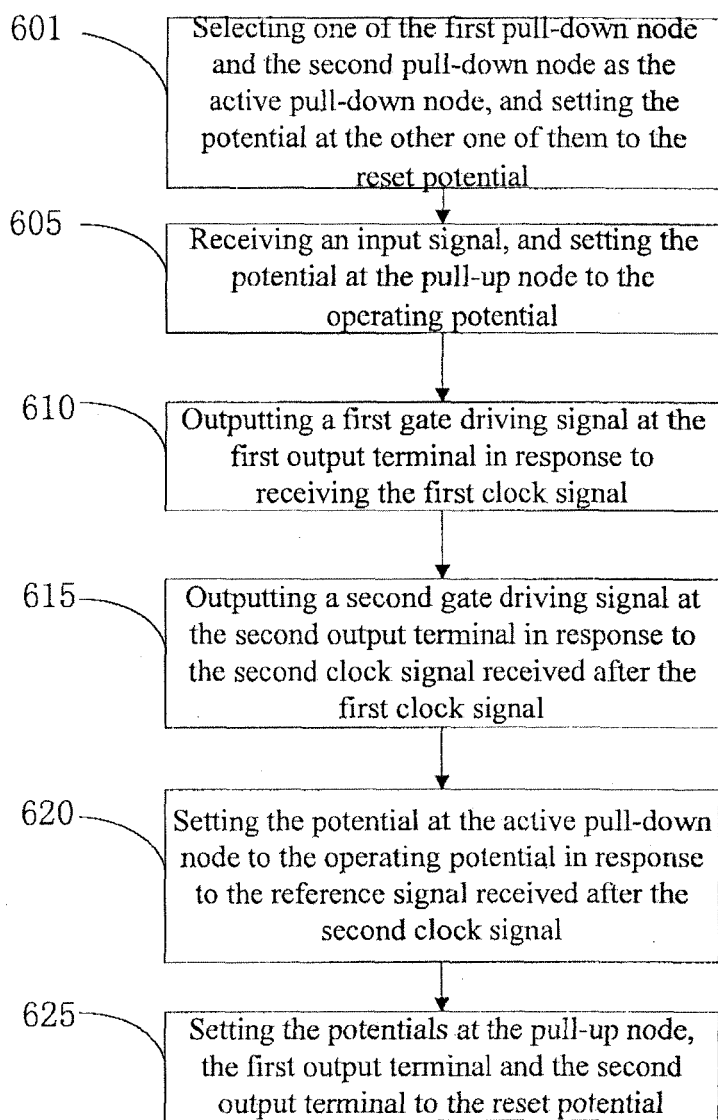 601
Selecting one of the first pull-down node
and the second pull-down node as the
active pull-down node, and setting the
potential at the other one of them to the
reset potential
605
Receiving an input signal, and setting the
potential at the pull-up node to the
operating potential
610
Outputting a first gate driving signal at the
first output terminal in response to
receiving the first clock signal
615
Outputting a second gate driving signal at
the second output terminal in response to
the second clock signal received after the
first clock signal
620
Setting the potential at the active pull-down
node to the operating potential in response
to the reference signal received after the
second clock signal
625
Setting the potentials at the pull-up node,
the first output terminal and the second
output terminal to the reset potential